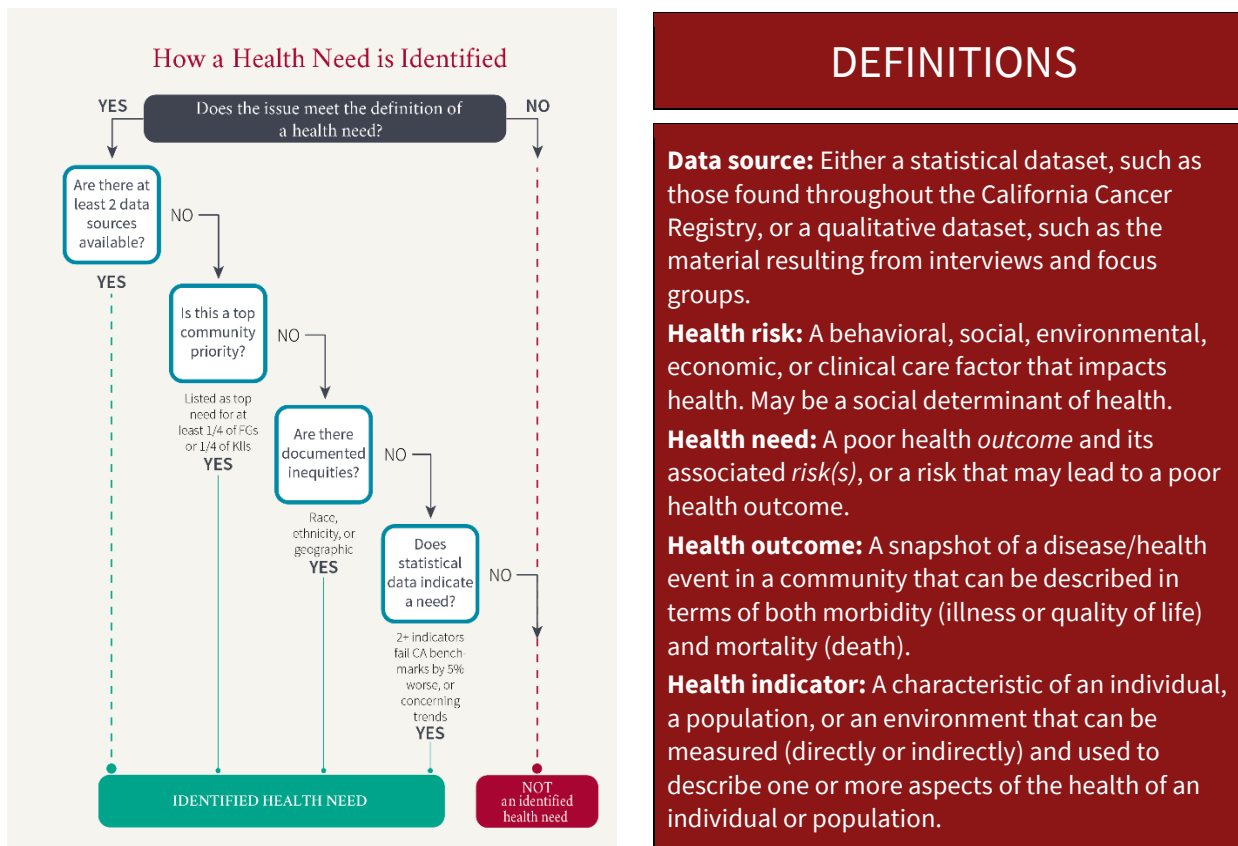 How a Health Need is Identified
YES
Does the issue meet the definition of
a health need?
NO
Are there at
least 2 data
sources
available?
NO
YES
Is this a top
community
priority?
NO
Listed as top
need for at
least 1/4 of FGs
or 1/4 of KIIs
YES
Are there
documented
inequities?
NO
Race,
ethnicity, or
geographic
YES
Does
statistical
data indicate
a need?
NO
2+ indicators
fail CA bench-
marks by 5%
worse, or
concerning
trends
YES
IDENTIFIED HEALTH NEED
NOT
an identified
health need
DEFINITIONS
Data source: Either a statistical dataset, such as
those found throughout the California Cancer
Registry, or a qualitative dataset, such as the
material resulting from interviews and focus
groups.
Health risk: A behavioral, social, environmental,
economic, or clinical care factor that impacts
health. May be a social determinant of health.
Health need: A poor health outcome and its
associated risk(s), or a risk that may lead to a poor
health outcome.
Health outcome: A snapshot of a disease/health
event in a community that can be described in
terms of both morbidity (illness or quality of life)
and mortality (death).
Health indicator: A characteristic of an individual,
a population, or an environment that can be
measured (directly or indirectly) and used to
describe one or more aspects of the health of an
individual or population.